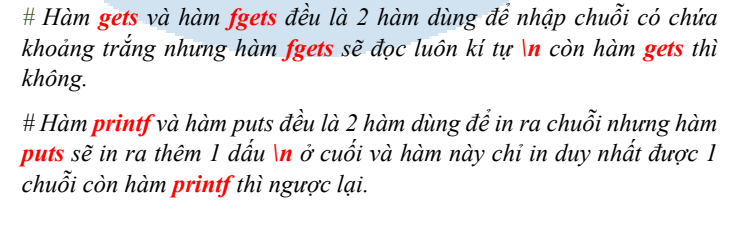 # Hàm gets và hàm fgets đều là 2 hàm dùng để nhập chuỗi có chứa
khoảng trắng nhưng hàm fgets sẽ đọc luôn kí tự \n còn hàm gets thì
không.
# Hàm printf và hàm puts đều là 2 hàm dùng để in ra chuỗi nhưng hàm
puts sẽ in ra thêm 1 dấu \n ở cuối và hàm này chỉ in duy nhất được 1
chuỗi còn hàm printf thì ngược lại.